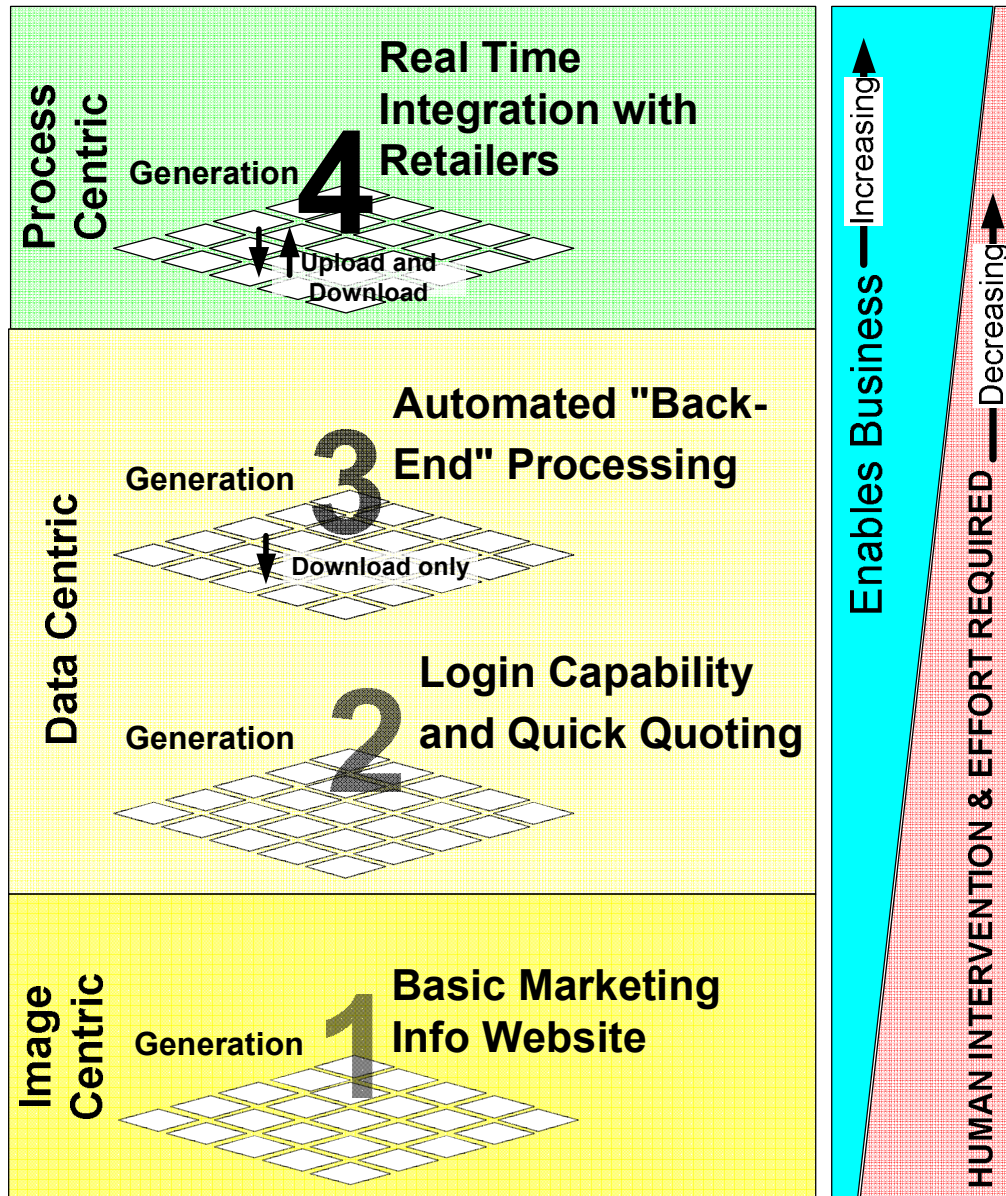 Process
Centric
Generation
4
Real Time
Integration with
Retailers
Upload and
Download
Data Centric
Generation
3
Automated "Back-
End" Processing
Download only
Generation
2
Login Capability
and Quick Quoting
Image
Centric
Generation
1
Basic Marketing
Info Website
Enables Business
Increasing
HUMAN INTERVENTION & EFFORT REQUIRED
Decreasing